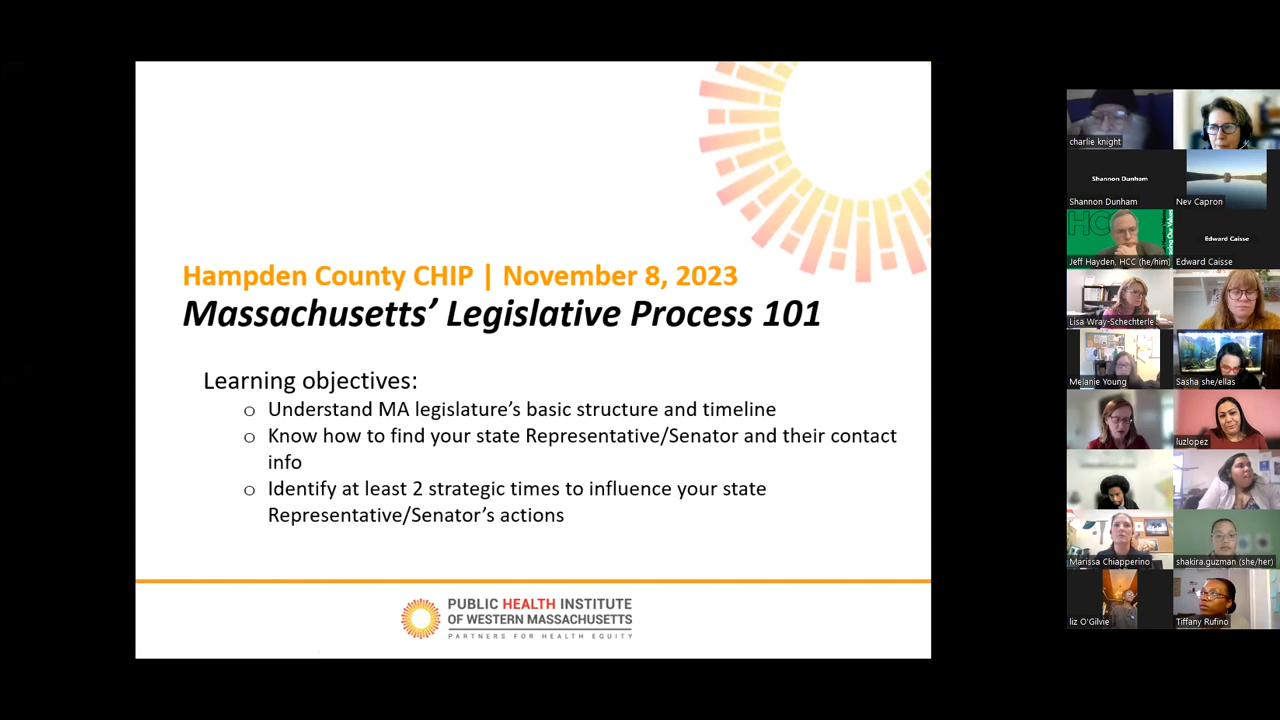 Hampden County CHIP | November 8, 2023
Massachusetts’ Legislative Process 101
Learning objectives:
o Understand MA legislature’s basic structure and timeline
o Know how to find your state Representative/Senator and their contact
info
o Identify at least 2 strategic times to influence your state
Representative/Senator’s actions
PUBLIC HEALTH INSTITUTE
OF WESTERN MASSACHUSETTS
PARTNERS FOR HEALTH EQUITY
charlie knight
Shannon Dunham
Shannon Dunham
Nev Capron
HC
Jeff Hayden, HCC (he/him)
Edward Caisse
Edward Caisse
Lisa Wray-Schechterle
Melanie Young
Sasha she/ellas
luzlopez
Marissa Chiapperino
shakira.guzman (she/her)
liz O'Gilvie
Tiffany Rufino